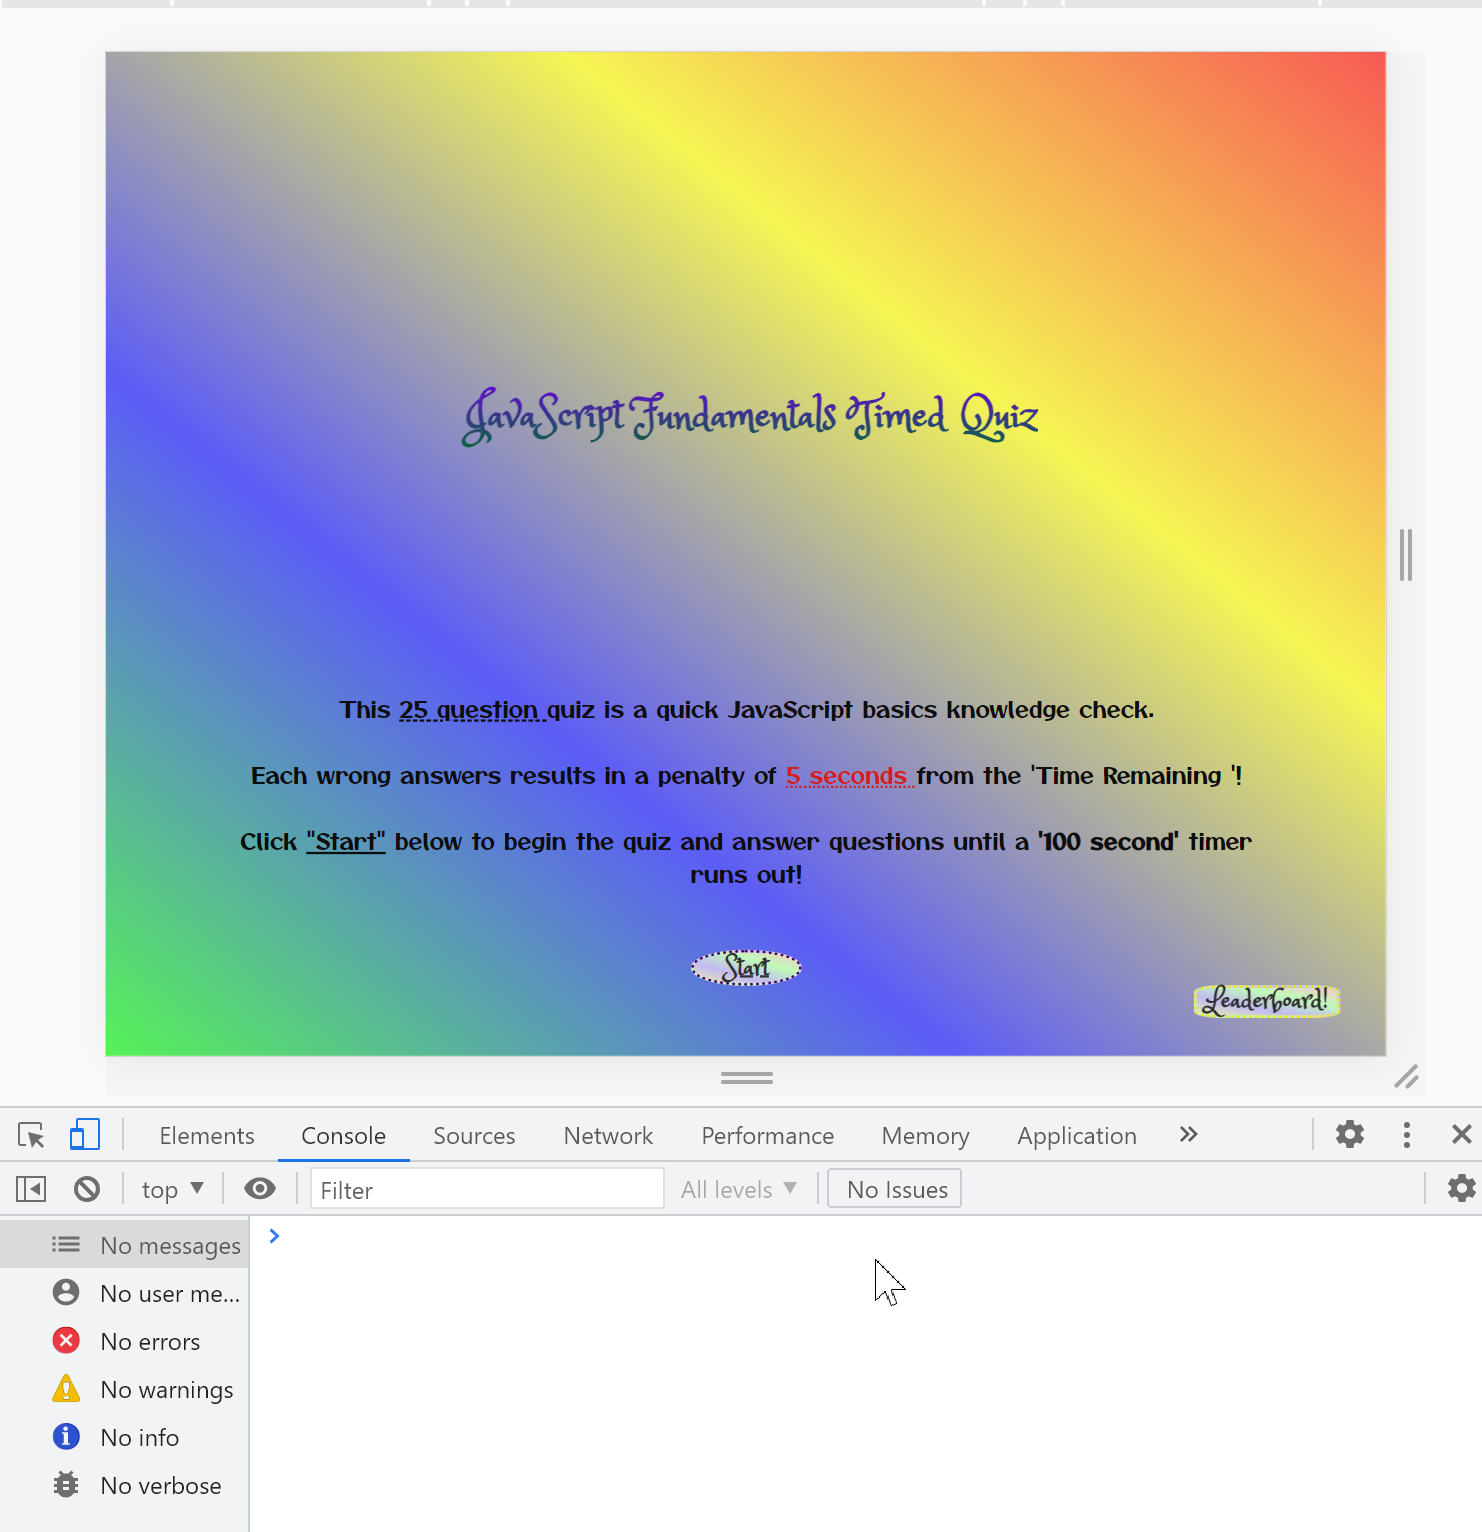 JavaScript Fundamentals Timed Quiz
This 25 question quiz is a quick JavaScript basics knowledge check.
Each wrong answers results in a penalty of 5 seconds from the 'Time Remaining '!
Click "Start" below to begin the quiz and answer questions until a '100 second' timer
runs out!
Start
Leaderboard!
Elements Console Sources Network Performance Memory Application
top Filter All levels No Issues
No messages
No user me...
No errors
No warnings
No info
No verbose